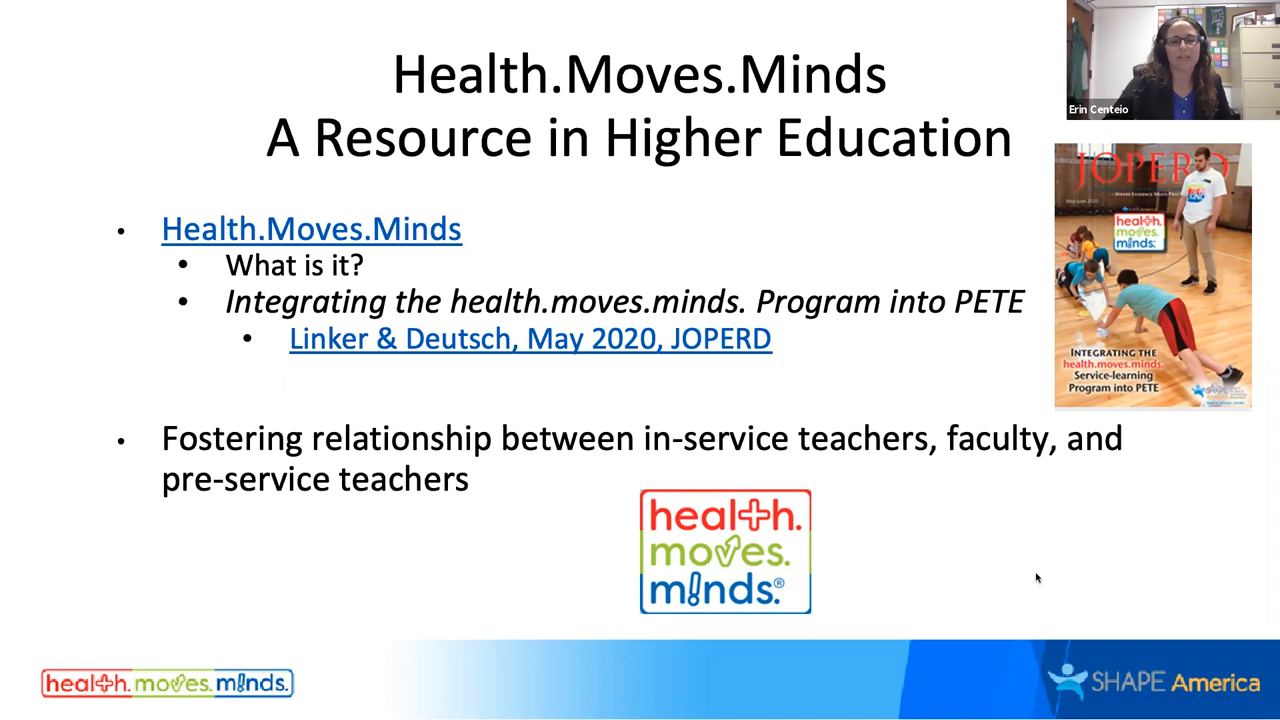 Health.Moves.Minds
A Resource in Higher Education
Erin Centeio
• Health.Moves.Minds
• What is it?
• Integrating the health.moves.minds. Program into PETE
• Linker & Deutsch, May 2020, JOPERD
• Fostering relationship between in-service teachers, faculty, and
pre-service teachers
JOPERD
May/June 2020
health.
moves.
minds.
INTEGRATING THE
health.moves.minds.
Service-learning
Program into PETE
health.
moves.
minds.®
health.moves.minds.
SHAPE America